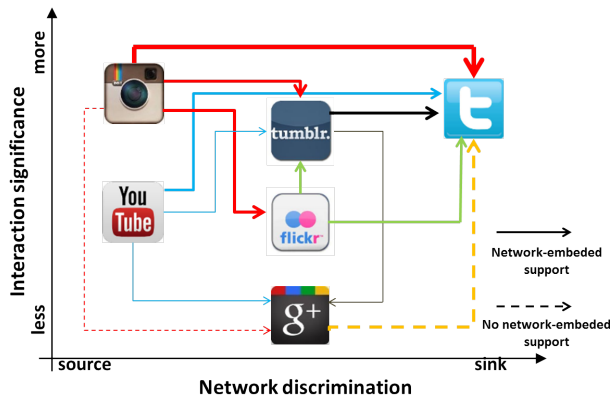 more
Interaction significance
less
tumblr.
t
You
Tube
flickr
g+
Network-embeded
support
No network-embeded
support
source
sink
Network discrimination